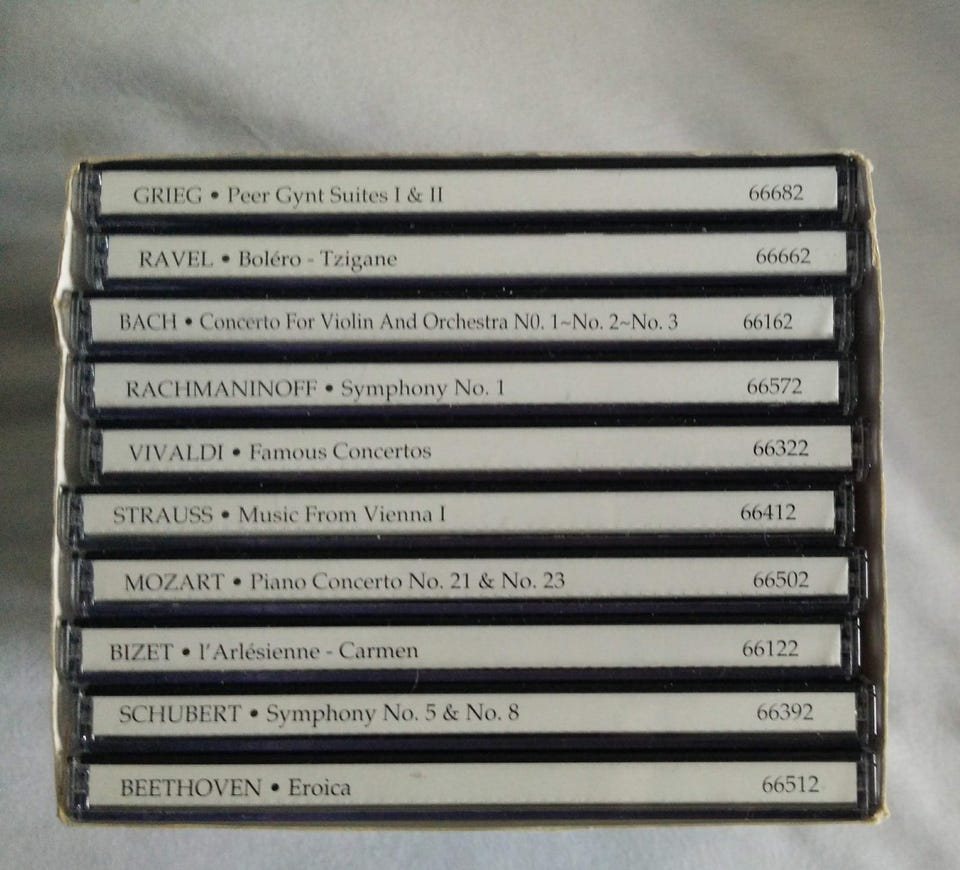 GRIEG • Peer Gynt Suites I & II 66682
RAVEL • Boléro - Tzigane 66662
BACH • Concerto For Violin And Orchestra N0. 1~No. 2~No. 3 66162
RACHMANINOFF • Symphony No. 1 66572
VIVALDI • Famous Concertos 66322
STRAUSS • Music From Vienna I 66412
MOZART • Piano Concerto No. 21 & No. 23 66502
BIZET • l'Arlésienne - Carmen 66122
SCHUBERT • Symphony No. 5 & No. 8 66392
BEETHOVEN • Eroica 66512